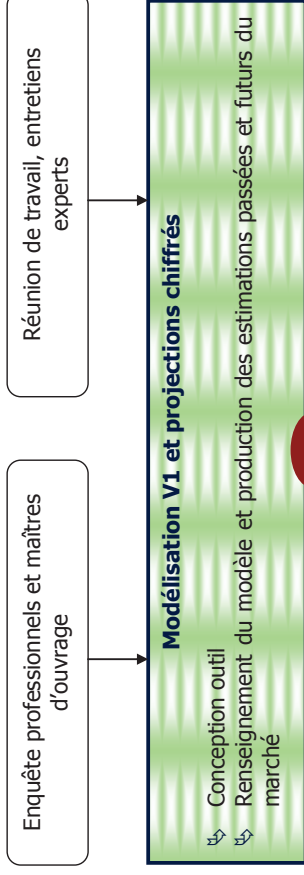 Enquête professionnels et maîtres
d'ouvrage
Réunion de travail, entretiens
experts
Modélisation V1 et projections chiffrés
Conception outil
Renseignement du modèle et production des estimations passées et futurs du
marché